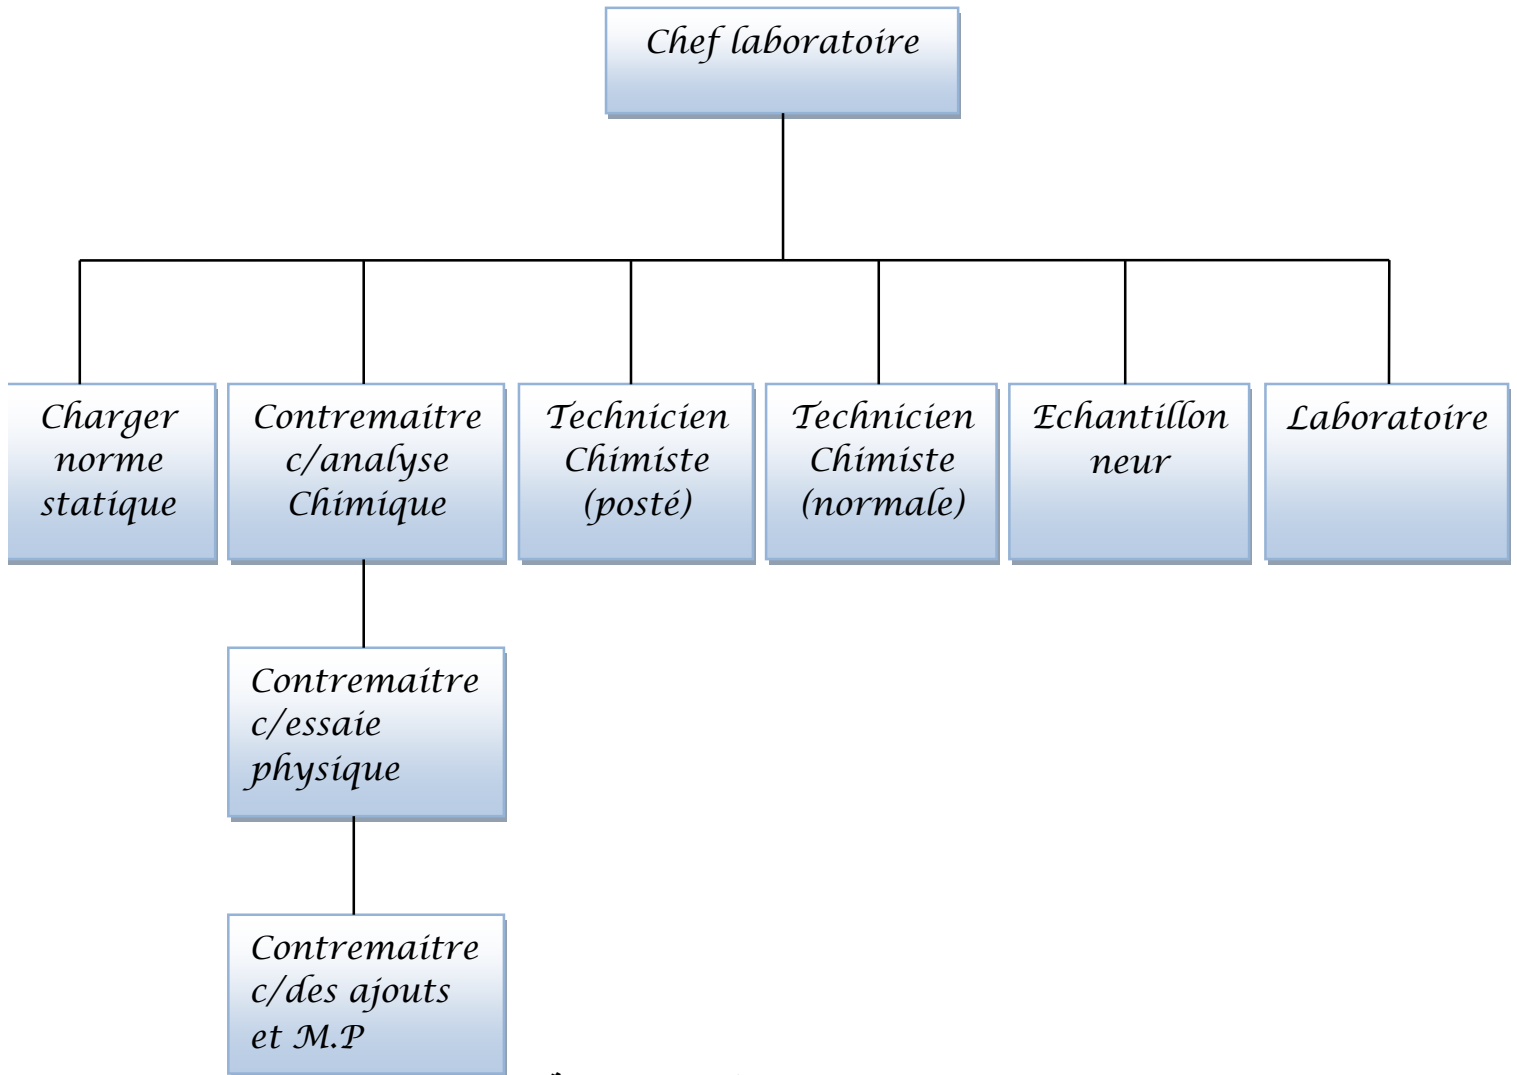 Chef laboratoire
Charger
norme
statique
Contremaitre
c/analyse
Chimique
Technicien
Chimiste
(posté)
Technicien
Chimiste
(normale)
Echantillon
neur
Laboratoire
Contremaitre
c/essaie
physique
Contremaitre
c/des ajouts
et M.P